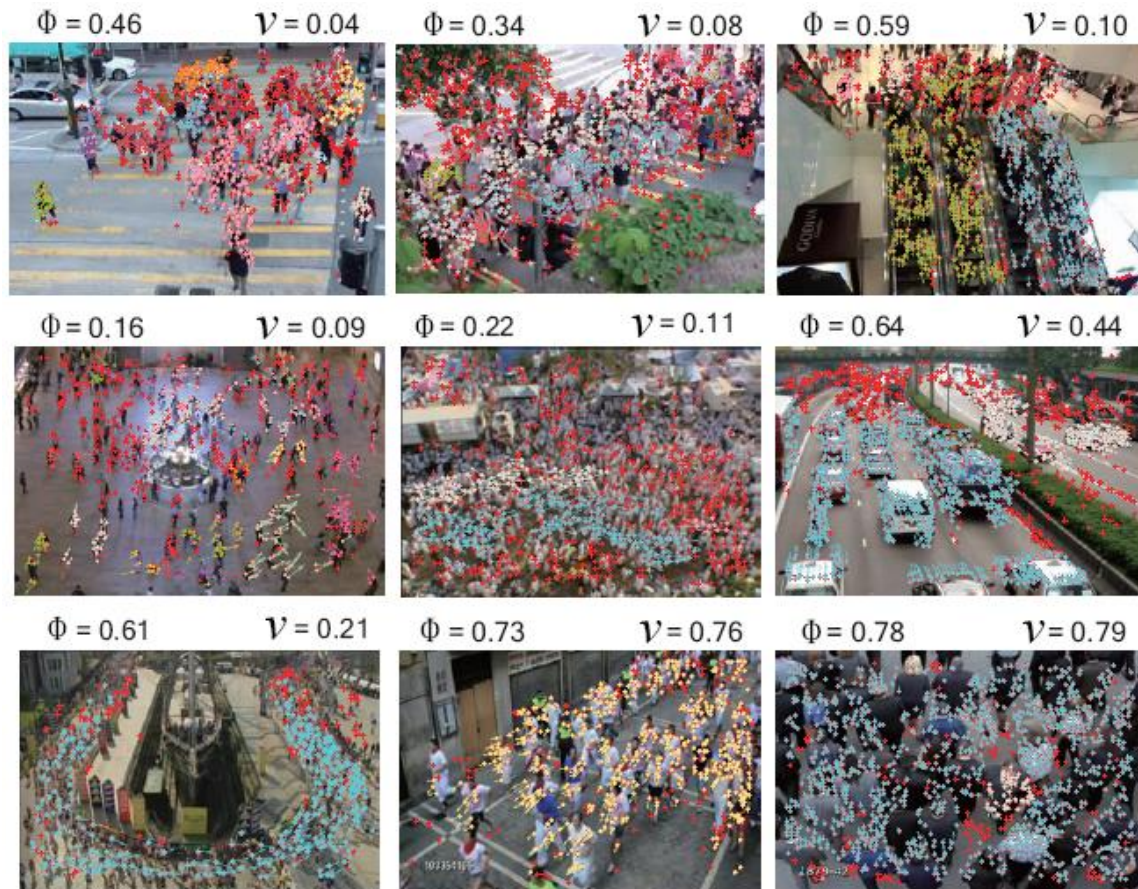 Φ = 0.46 𝜈 = 0.04 Φ = 0.34 𝜈 = 0.08 Φ = 0.59 𝜈 = 0.10
GODIVA
Φ = 0.16 𝜈 = 0.09 Φ = 0.22 𝜈 = 0.11 Φ = 0.64 𝜈 = 0.44
Φ = 0.61 𝜈 = 0.21 Φ = 0.73 𝜈 = 0.76 Φ = 0.78 𝜈 = 0.79